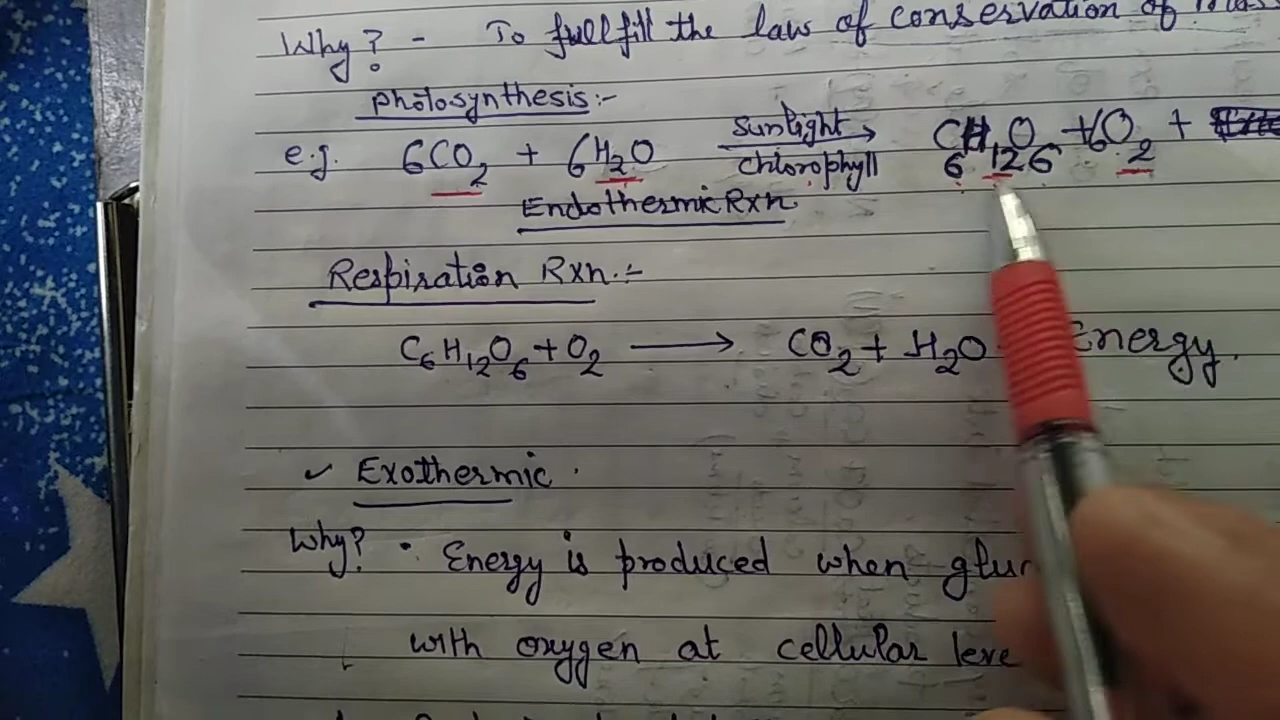 Why? - To fullfill the law of conservation of mass
Photosynthesis:-
e.g. 6CO2 + 6H2O Sunlight → Chlorophyll C6H12O6 + 6O2 +
Endothermic Rxn.
Respiration Rxn:-
C6H12O6 + O2 → CO2 + H2O Energy.
✓ Exothermic.
Why? • Energy is produced when
with oxygen at cellular